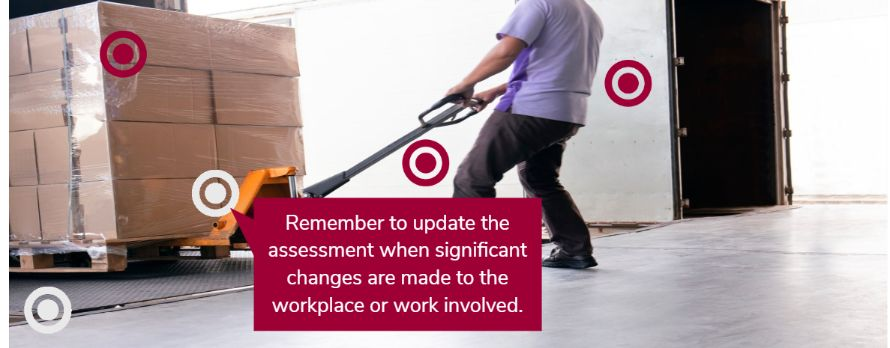 Remember to update the
assessment when significant
changes are made to the
workplace or work involved.